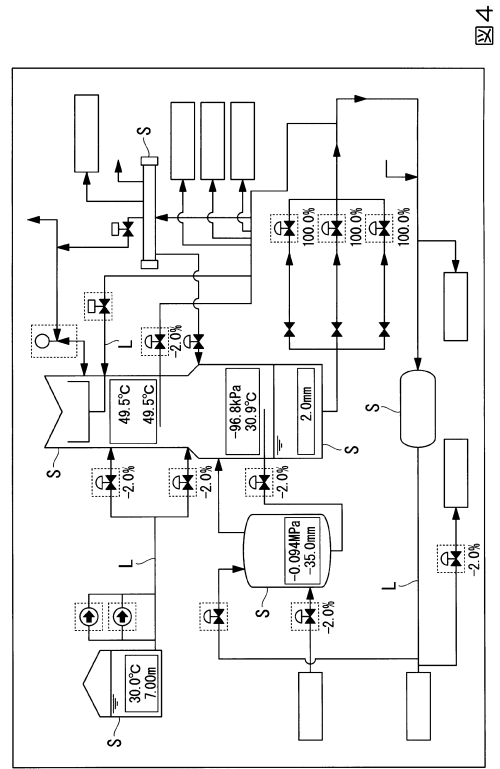 図4
S
S
S
L
49.5℃
49.5℃
-2.0%
100.0%
100.0%
100.0%
-96.8kPa
30.9℃
2.0mm
S
S
-2.0%
-2.0%
-2.0%
L
-0.094MPa
-35.0mm
S
-2.0%
30.0℃
7.00m
S
L
-2.0%